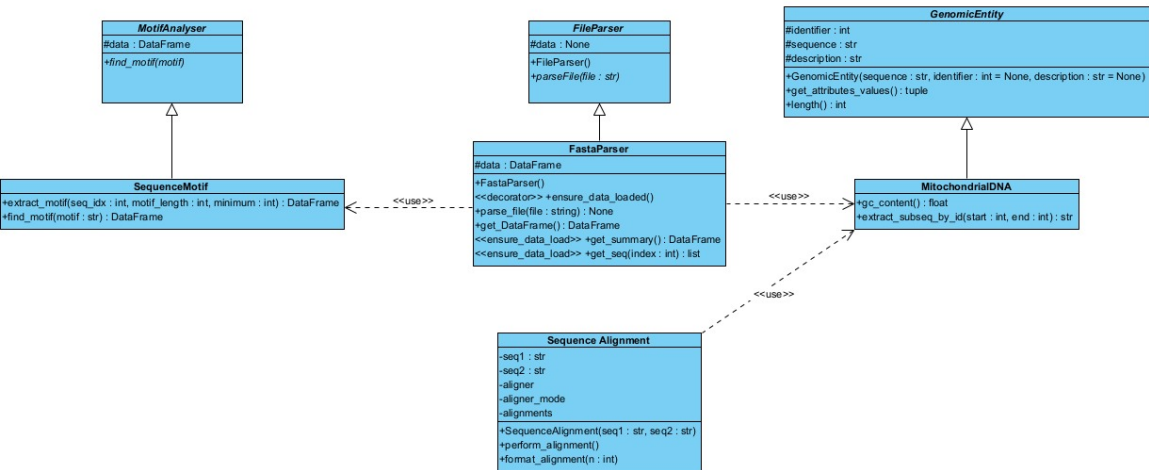 MotifAnalyser
#data : DataFrame
+find_motif(motif)
FileParser
#data : None
+FileParser()
+parseFile(file : str)
GenomicEntity
#identifier : int
#sequence : str
#description : str
+GenomicEntity(sequence : str, identifier : int = None, description : str = None)
+get_attributes_values() : tuple
+length() : int
SequenceMotif
+extract_motif(seq_idx : int, motif_length : int, minimum : int) : DataFrame
+find_motif(motif : str) : DataFrame
<<use>>
FastaParser
#data : DataFrame
+FastaParser()
<<decorator>> +ensure_data_loaded()
+parse_file(file : string) : None
+get_DataFrame() : DataFrame
<<ensure_data_load>> +get_summary() : DataFrame
<<ensure_data_load>> +get_seq(index : int) : list
<<use>>
MitochondrialDNA
+gc_content() : float
+extract_subseq_by_id(start : int, end : int) : str
<<use>>
Sequence Alignment
-seq1 : str
-seq2 : str
-aligner
-aligner_mode
-alignments
+SequenceAlignment(seq1 : str, seq2 : str)
+perform_alignment()
+format_alignment(n : int)